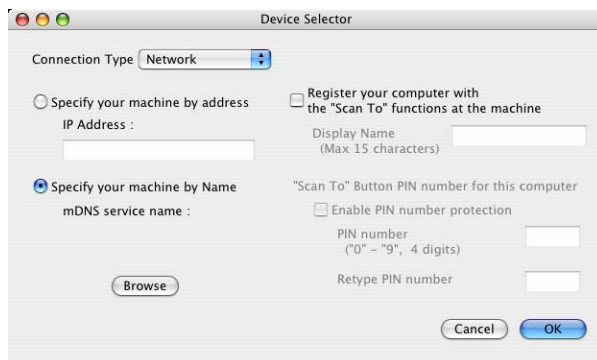 Device Selector
Connection Type Network
Specify your machine by address
IP Address :
Specify your machine by Name
mDNS service name :
Browse
Register your computer with
the "Scan To" functions at the machine
Display Name
(Max 15 characters)
"Scan To" Button PIN number for this computer
Enable PIN number protection
PIN number
("0" – "9", 4 digits)
Retype PIN number
Cancel OK